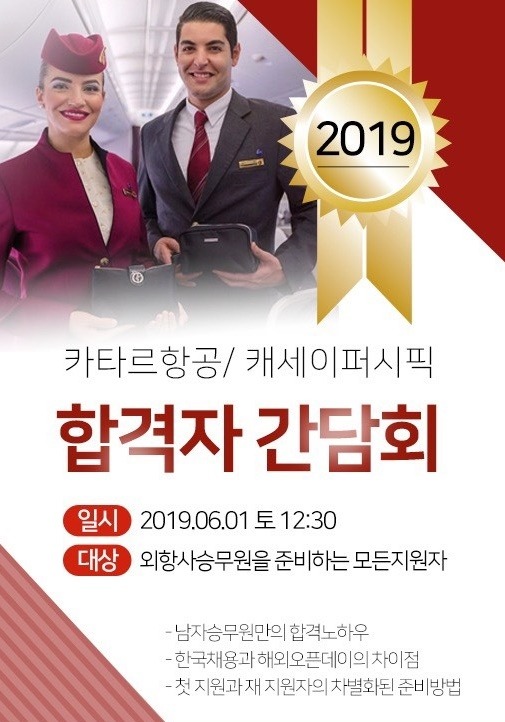 2019
카타르항공/ 캐세이퍼시픽
합격자 간담회
일시 2019.06.01 토 12:30
대상 외항사승무원을 준비하는 모든지원자
- 남자승무원만의 합격노하우
- 한국채용과 해외오픈데이의 차이점
- 첫 지원과 재 지원자의 차별화된 준비방법